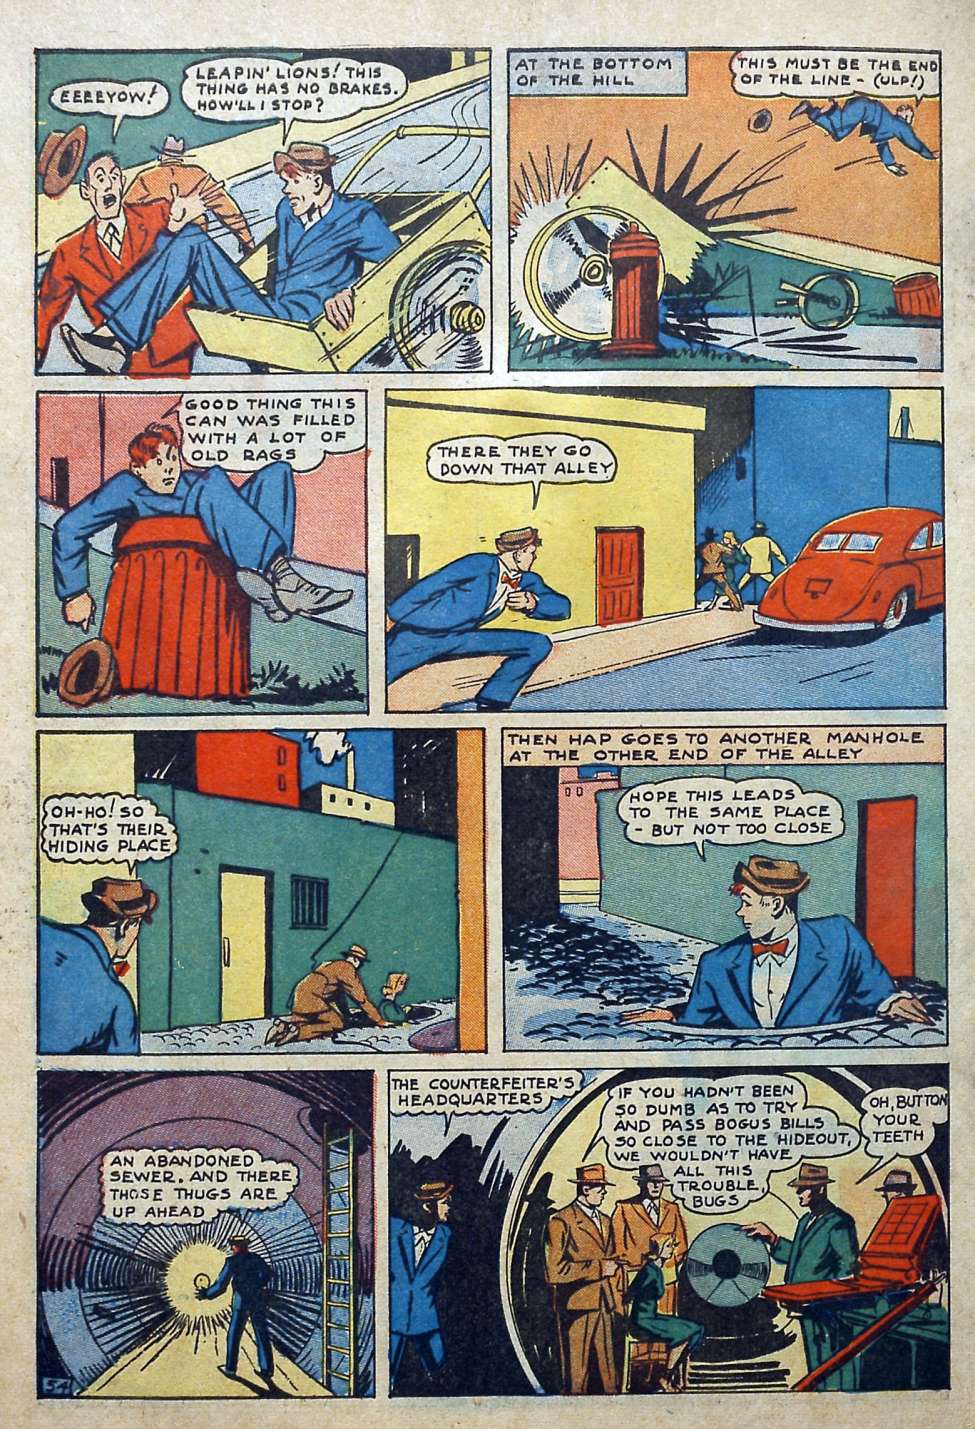 EEEEYOW!
LEAPIN' LIONS! THIS
THING HAS NO BRAKES.
HOW'LL I STOP?
AT THE BOTTOM
OF THE HILL
THIS MUST BE THE END
OF THE LINE - (ULP!)
GOOD THING THIS
CAN WAS FILLED
WITH A LOT OF
OLD RAGS
THERE THEY GO
DOWN THAT ALLEY
OH-HO! SO
THAT'S THEIR
HIDING PLACE
THEN HAP GOES TO ANOTHER MANHOLE
AT THE OTHER END OF THE ALLEY
HOPE THIS LEADS
TO THE SAME PLACE
- BUT NOT TOO CLOSE
AN ABANDONED
SEWER. AND THERE
THOSE THUGS ARE
UP AHEAD
54
THE COUNTERFEITER'S
HEADQUARTERS
IF YOU HADN'T BEEN
SO DUMB AS TO TRY
AND PASS BOGUS BILLS
SO CLOSE TO THE HIDEOUT,
WE WOULDN'T HAVE
ALL THIS
TROUBLE,
BUGS
OH, BUTTON
YOUR
TEETH